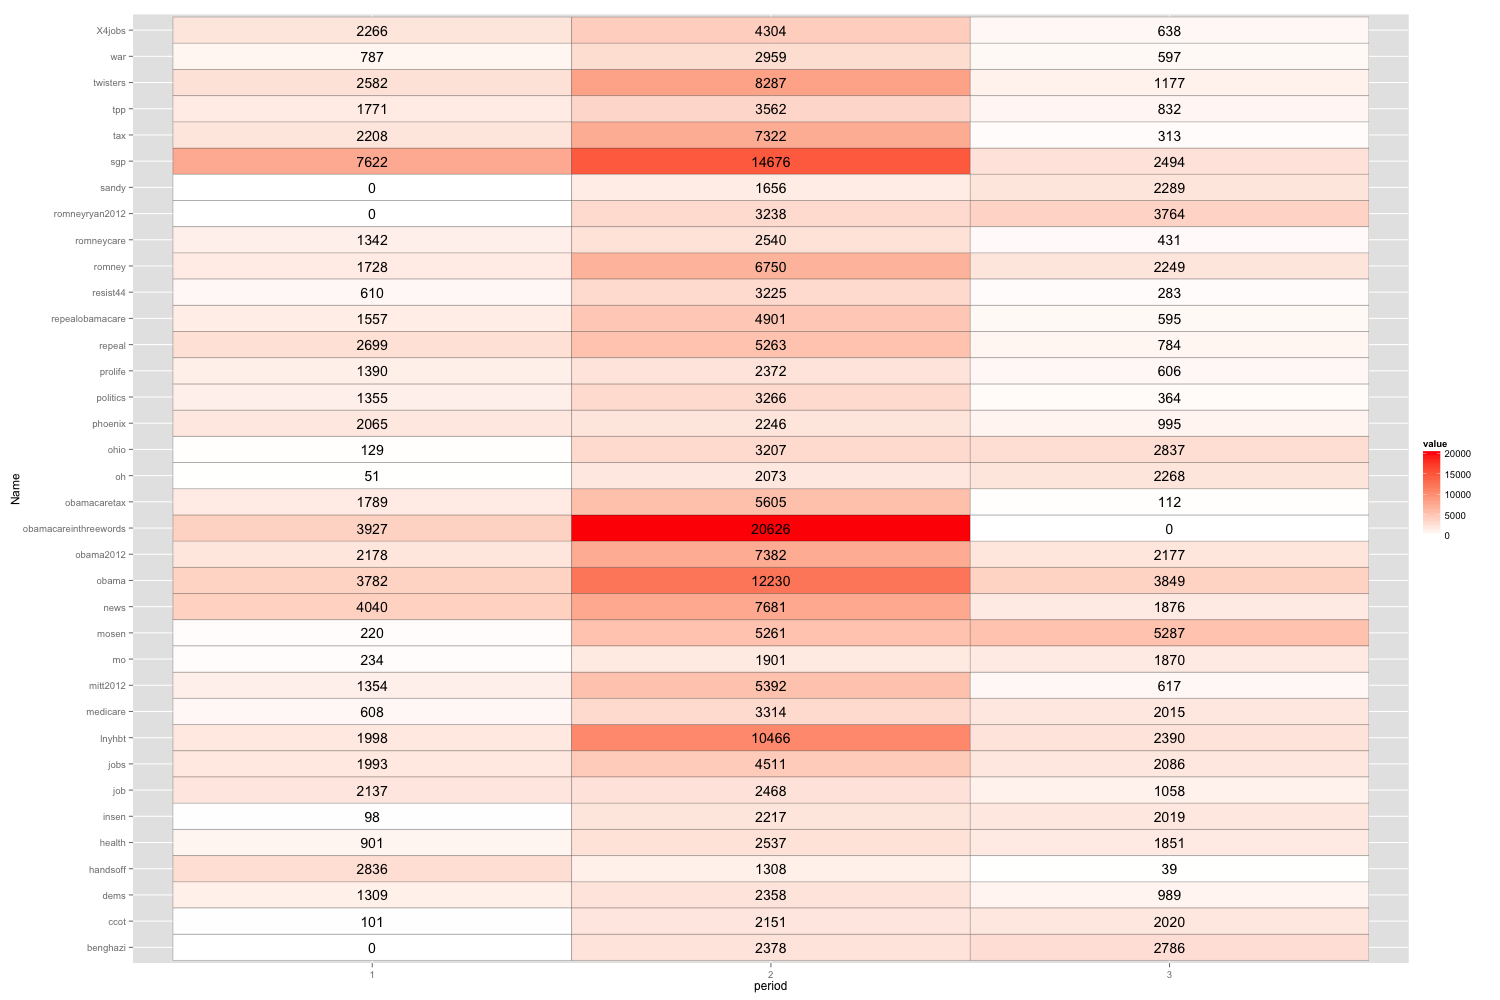 X4jobs 2266 4304 638
war 787 2959 597
twisters 2582 8287 1177
tpp 1771 3562 832
tax 2208 7322 313
sgp 7622 14676 2494
sandy 0 1656 2289
romneyryan2012 0 3238 3764
romneycare 1342 2540 431
romney 1728 6750 2249
resist44 610 3225 283
repealobamacare 1557 4901 595
repeal 2699 5263 784
prolife 1390 2372 606
politics 1355 3266 364
phoenix 2065 2246 995
ohio 129 3207 2837
oh 51 2073 2268
obamacaretax 1789 5605 112
obamacareinthreewords 3927 20626 0
obama2012 2178 7382 2177
obama 3782 12230 3849
news 4040 7681 1876
mosen 220 5261 5287
mo 234 1901 1870
mitt2012 1354 5392 617
medicare 608 3314 2015
lnyhbt 1998 10466 2390
jobs 1993 4511 2086
job 2137 2468 1058
insen 98 2217 2019
health 901 2537 1851
handsoff 2836 1308 39
dems 1309 2358 989
ccot 101 2151 2020
benghazi 0 2378 2786
1 2 3
period
Name
value
20000
15000
10000
5000
0